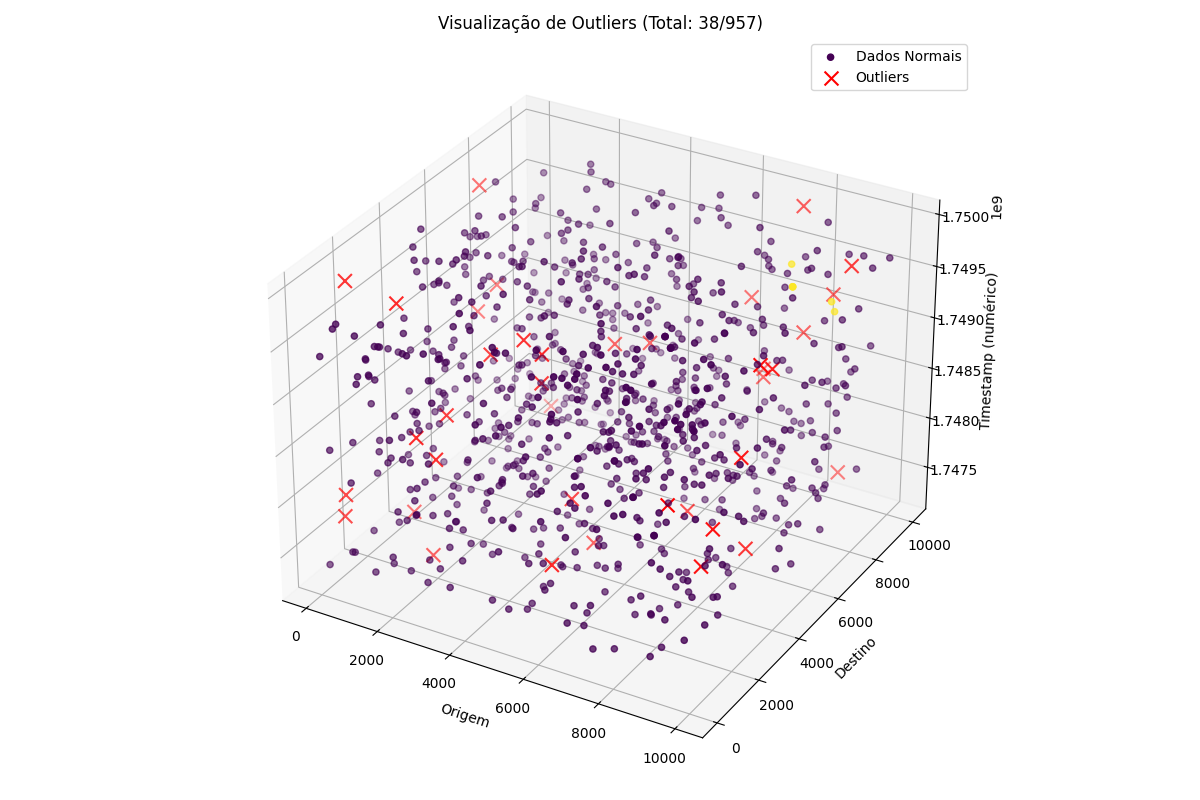 Visualização de Outliers (Total: 38/957)
Dados Normais
Outliers
1e9
1.7500
1.7495
1.7490
1.7485
1.7480
1.7475
Timestamp (numérico)
10000
8000
6000
4000
2000
0
Destino
0
2000
4000
6000
8000
10000
Origem